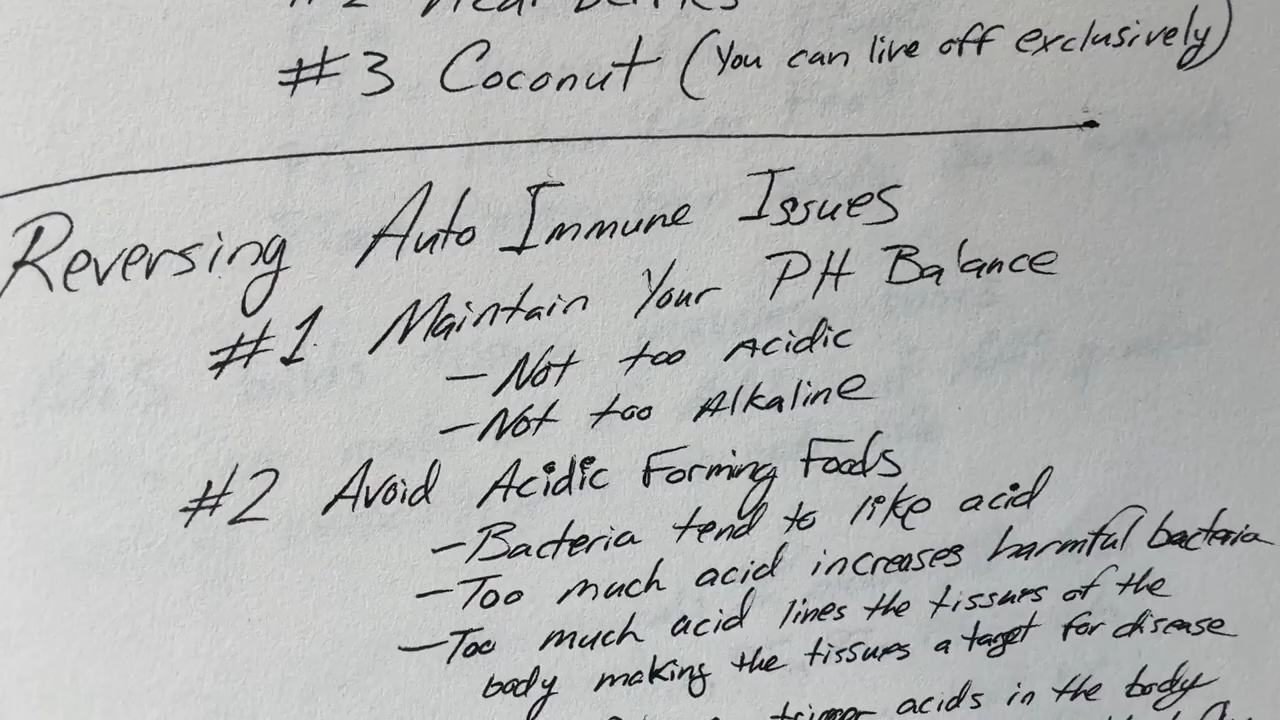 #3 Coconut (You can live off exclusively)
Reversing Auto Immune Issues
#1 Maintain Your PH Balance
- Not too Acidic
- Not too Alkaline
#2 Avoid Acidic Forming Foods
- Bacteria tend to like acid
- Too much acid increases harmful bacteria
- Too much acid lines the tissues of the
body making the tissues a target for disease
acids in the body